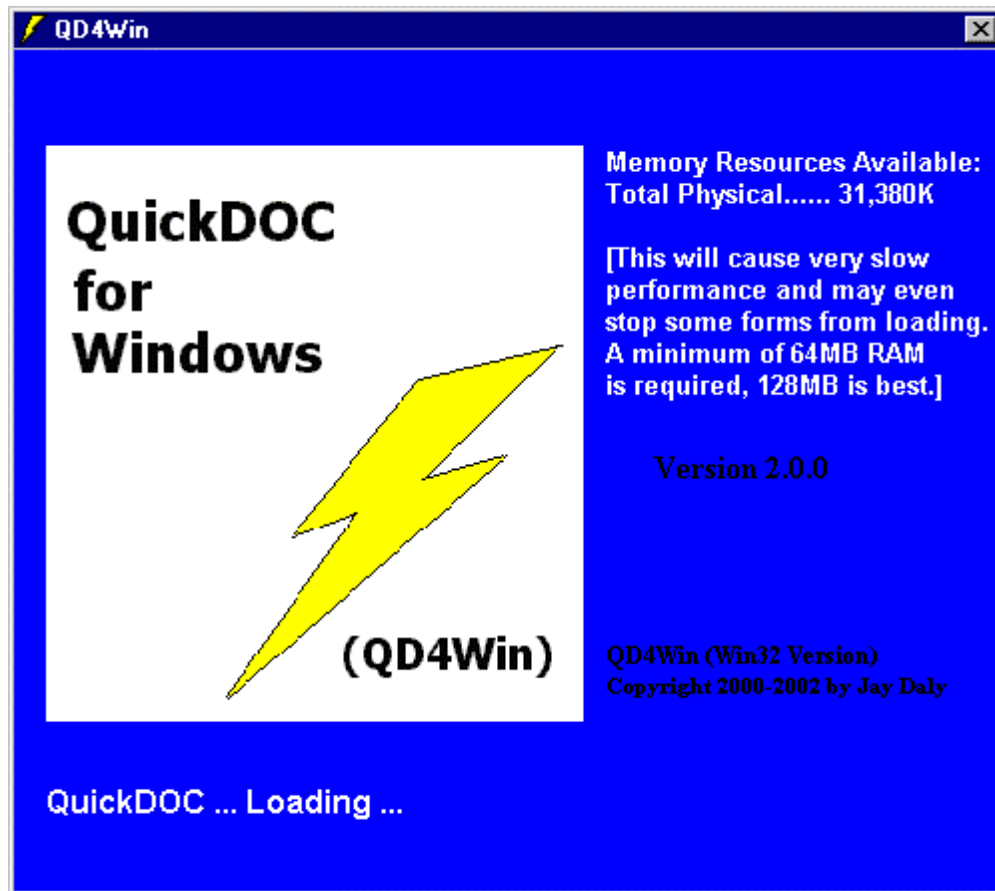 QD4Win
QuickDOC
for
Windows
(QD4Win)
Memory Resources Available:
Total Physical...... 31,380K
[This will cause very slow
performance and may even
stop some forms from loading.
A minimum of 64MB RAM
is required, 128MB is best.]
Version 2.0.0
QD4Win (Win32 Version)
Copyright 2000-2002 by Jay Daly
QuickDOC ... Loading ...